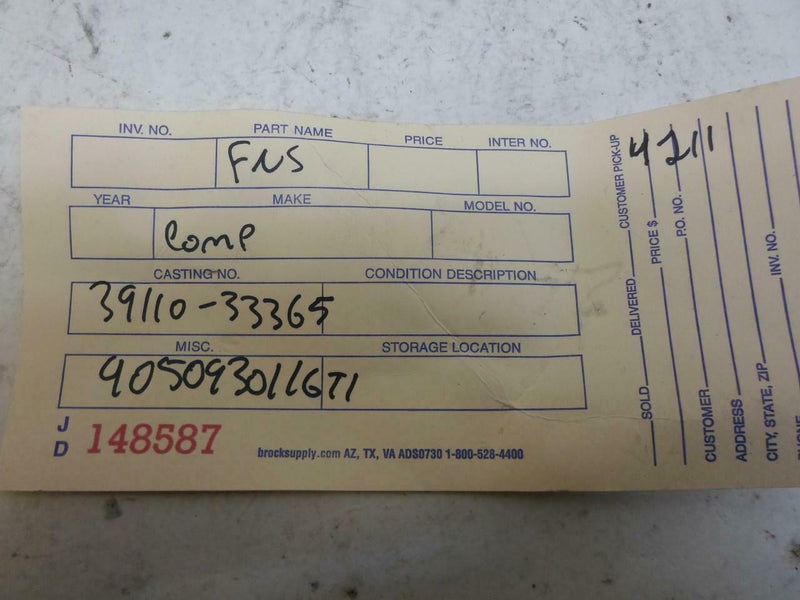 INV. NO. PART NAME PRICE INTER NO.
FNS
YEAR MAKE MODEL NO.
Comp
CASTING NO. CONDITION DESCRIPTION
39110-33365
MISC. STORAGE LOCATION
9050930116TI
J
D 148587
brocksupply.com AZ, TX, VA ADS0730 1-800-528-4400
4211
SOLD DELIVERED CUSTOMER PICK-UP
PRICE $
P.O. NO.
CUSTOMER
ADDRESS
CITY, STATE, ZIP INV. NO.
PHONE